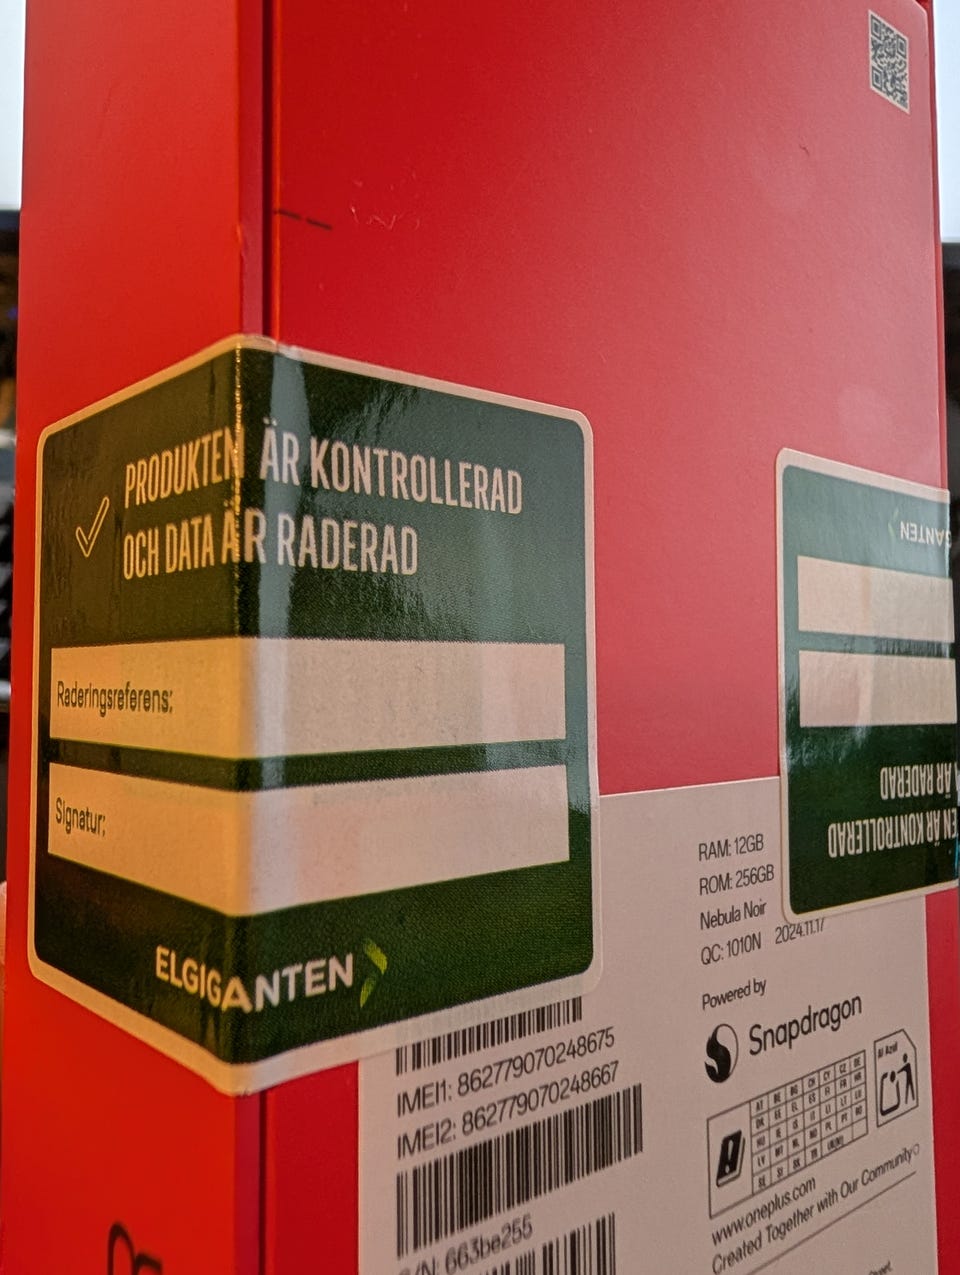 PRODUKTEN ÄR KONTROLLERAD
OCH DATA ÄR RADERAD
Raderingsreferens:
Signatur:
ELGIGANTEN
ÄR RADERAD
ÄR KONTROLLERAD
RAM: 12GB
ROM: 256GB
Nebula Noir
QC: 1010N 2024.11.17
Powered by
Snapdragon
IMEI1: 862779070248675
IMEI2: 862779070248667
S/N: 663be255
www.oneplus.com
Created Together with Our Community